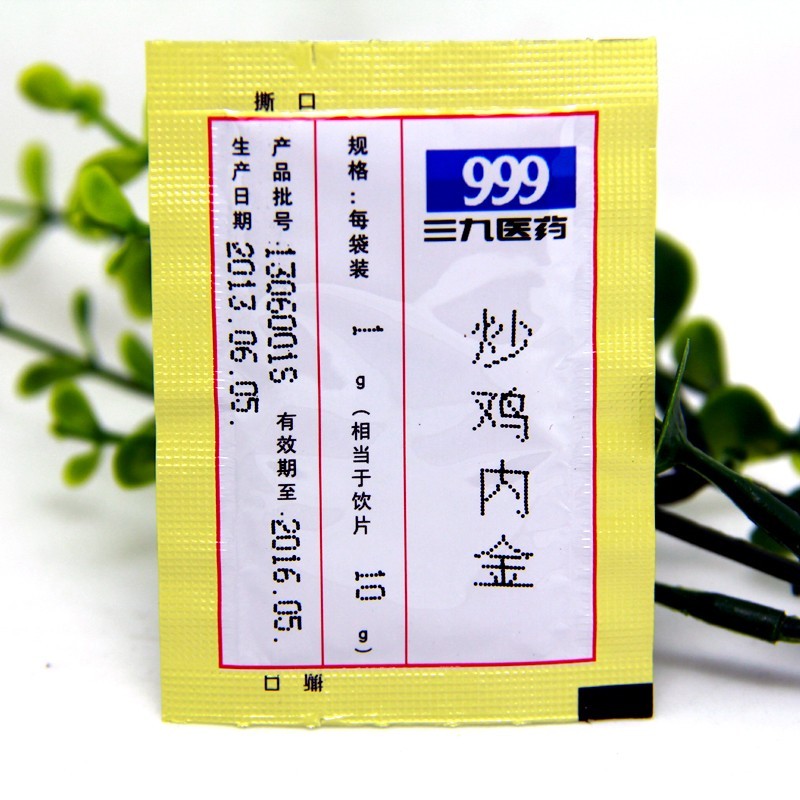 撕 口
999
三九医药
炒鸡内金
规格:每袋装 1 g(相当于饮片 10 g)
产品批号:1306001S 有效期至:2016.05.
生产日期 2013.06.05.
撕 口